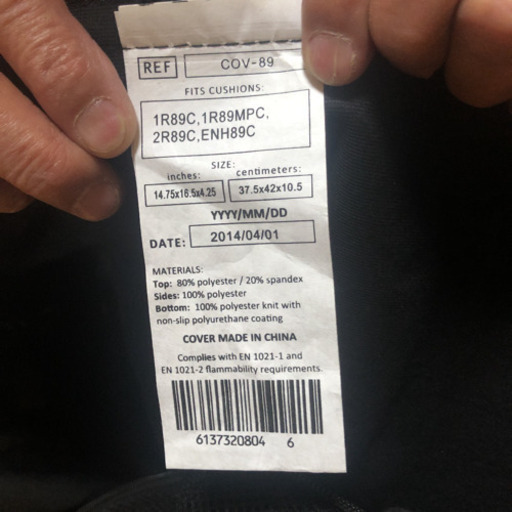 REF COV-89
FITS CUSHIONS:
1R89C,1R89MPC,
2R89C,ENH89C
SIZE:
inches: centimeters:
14.75x16.5x4.25 37.5x42x10.5
YYYY/MM/DD
DATE: 2014/04/01
MATERIALS:
Top: 80% polyester / 20% spandex
Sides: 100% polyester
Bottom: 100% polyester knit with
non-slip polyurethane coating
COVER MADE IN CHINA
Complies with EN 1021-1 and
EN 1021-2 flammability requirements
6137320804 6